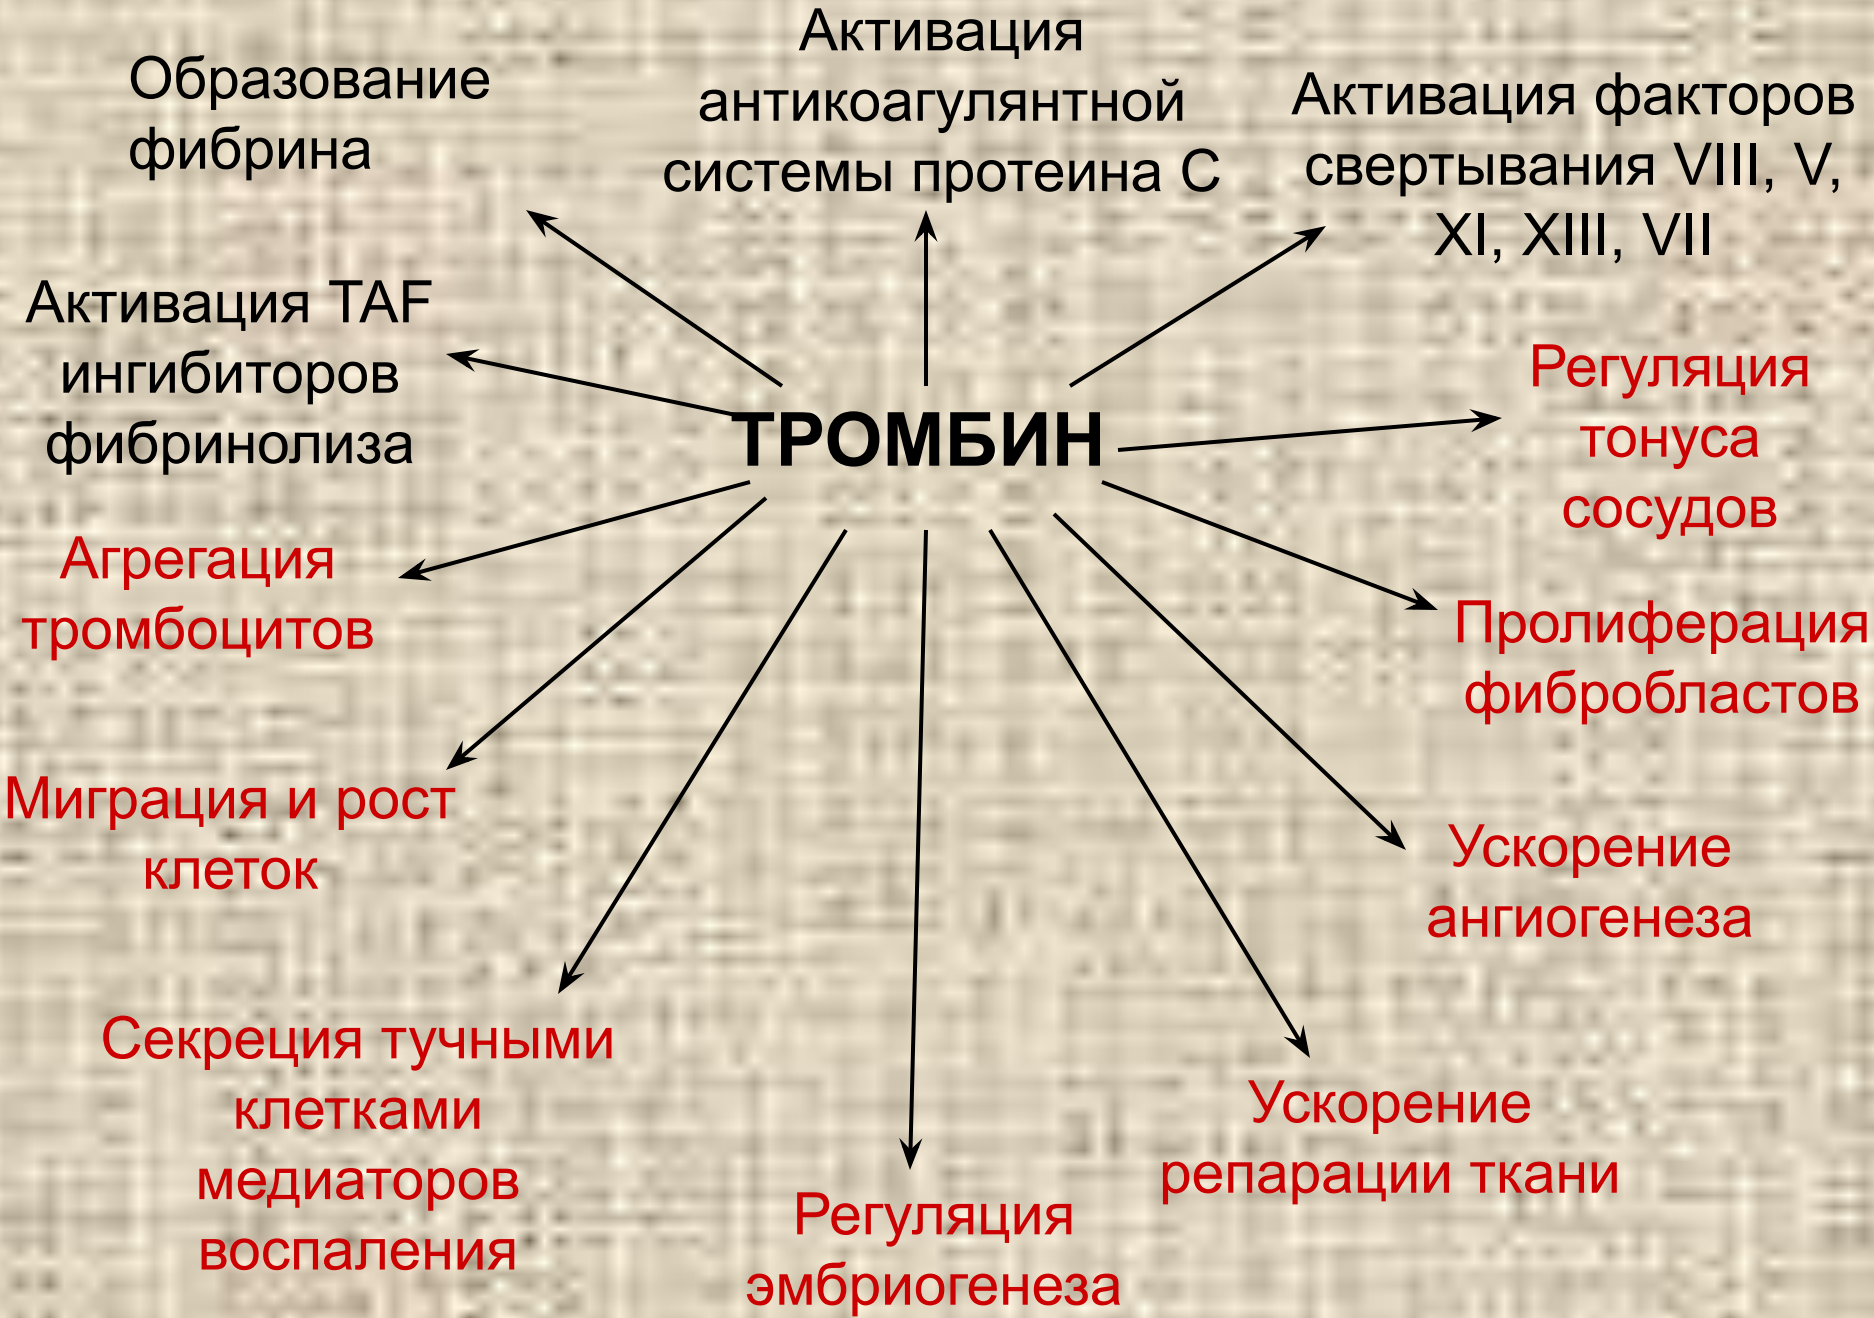 Образование
фибрина
Активация
антикоагулянтной
системы протеина С
Активация факторов
свертывания VIII, V,
XI, XIII, VII
Активация TAF
ингибиторов
фибринолиза
ТРОМБИН
Регуляция
тонуса
сосудов
Агрегация
тромбоцитов
Пролиферация
фибробластов
Миграция и рост
клеток
Ускорение
ангиогенеза
Секреция тучными
клетками
медиаторов
воспаления
Регуляция
эмбриогенеза
Ускорение
репарации ткани